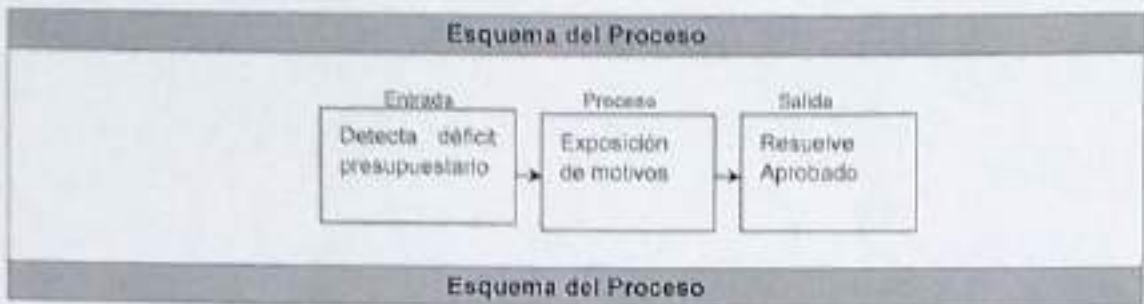 Esquema del Proceso
Entrada
Proceso
Salida
Detecta déficit
presupuestario
Exposición
de motivos
Resuelve
Aprobado
Esquema del Proceso